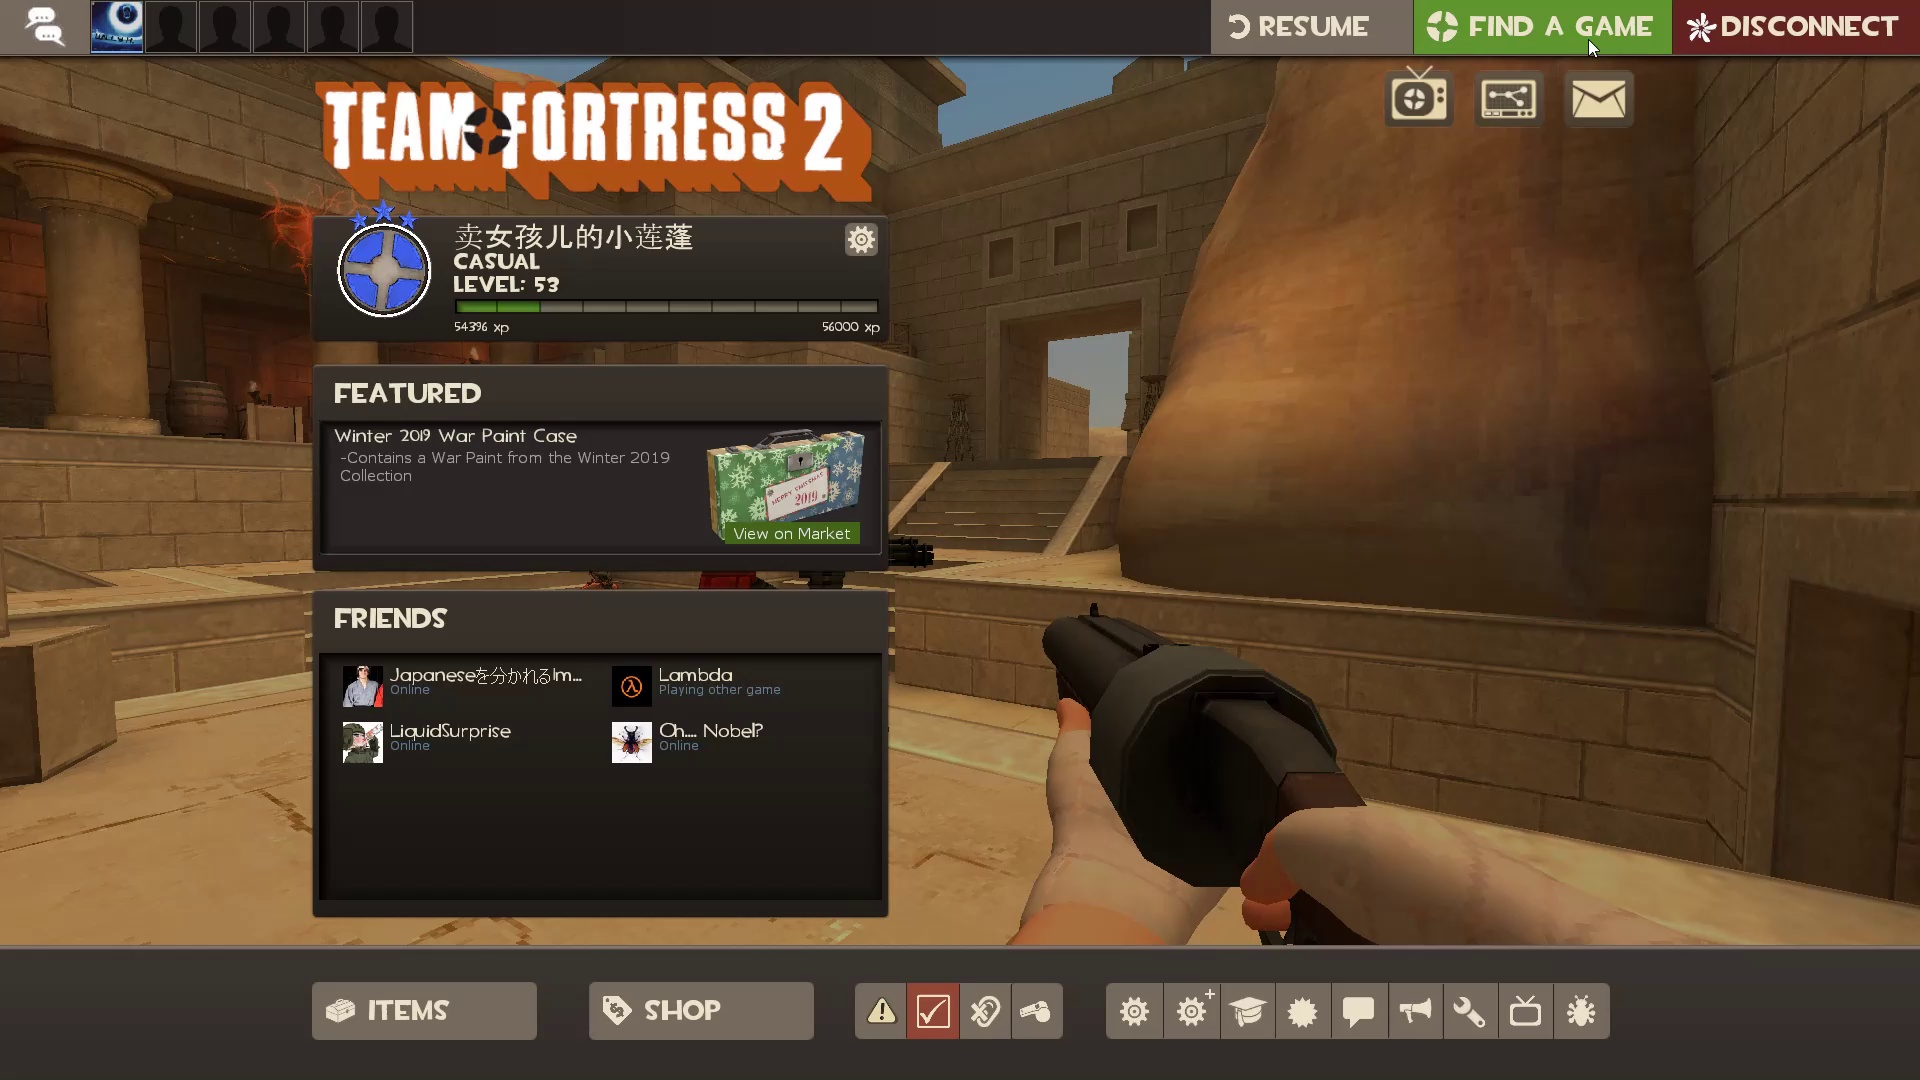 RESUME
FIND A GAME
DISCONNECT
TEAM FORTRESS 2
卖女孩儿的小莲蓬
CASUAL
LEVEL: 53
54396 xp
56000 xp
FEATURED
Winter 2019 War Paint Case
-Contains a War Paint from the Winter 2019
Collection
MERRY SMISSMAS
2019
View on Market
FRIENDS
Japaneseを分かれるIm...
Online
Lambda
Playing other game
LiquidSurprise
Online
Oh.... Nobel!?
Online
ITEMS
SHOP